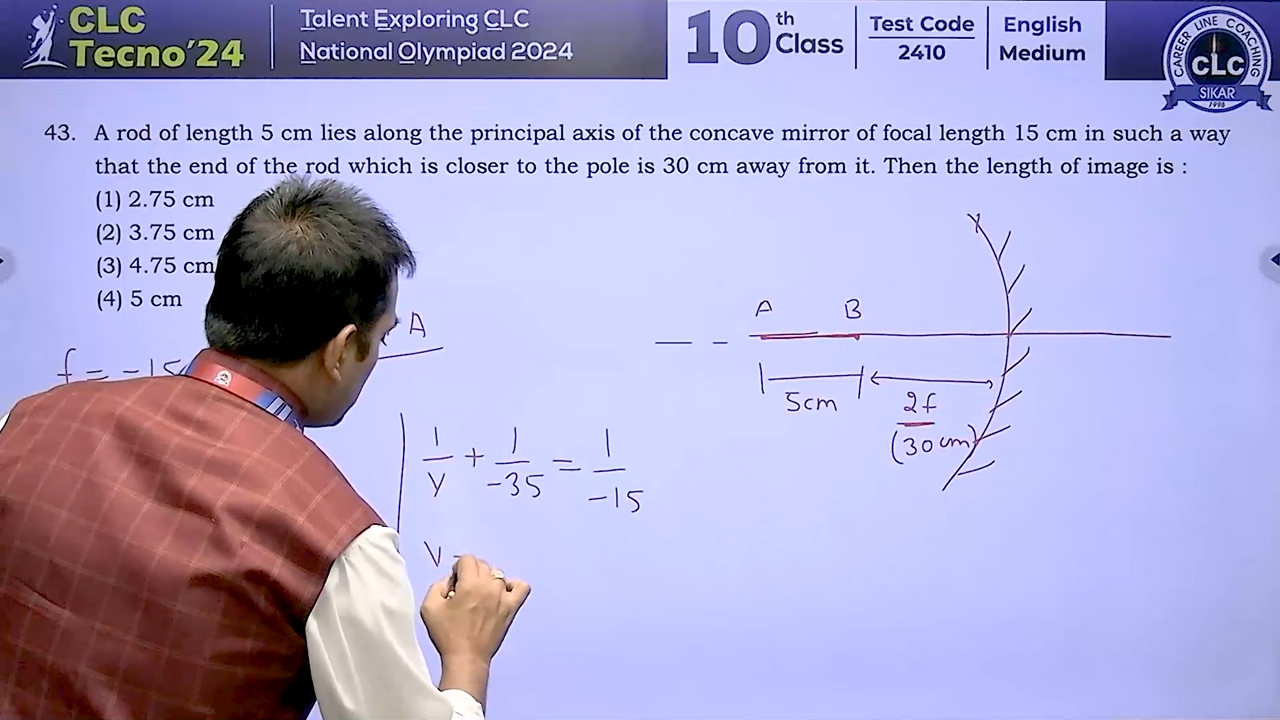 CLC
Tecno'24
Talent Exploring CLC
National Olympiad 2024
10th Class
Test Code
2410
English
Medium
CAREER LINE COACHING
CLC
SIKAR
1996
43. A rod of length 5 cm lies along the principal axis of the concave mirror of focal length 15 cm in such a way
that the end of the rod which is closer to the pole is 30 cm away from it. Then the length of image is :
(1) 2.75 cm
(2) 3.75 cm
(3) 4.75 cm
(4) 5 cm
A
f = -15
1/v + 1/-35 = 1/-15
v
A B
5cm
2f
(30 cm)